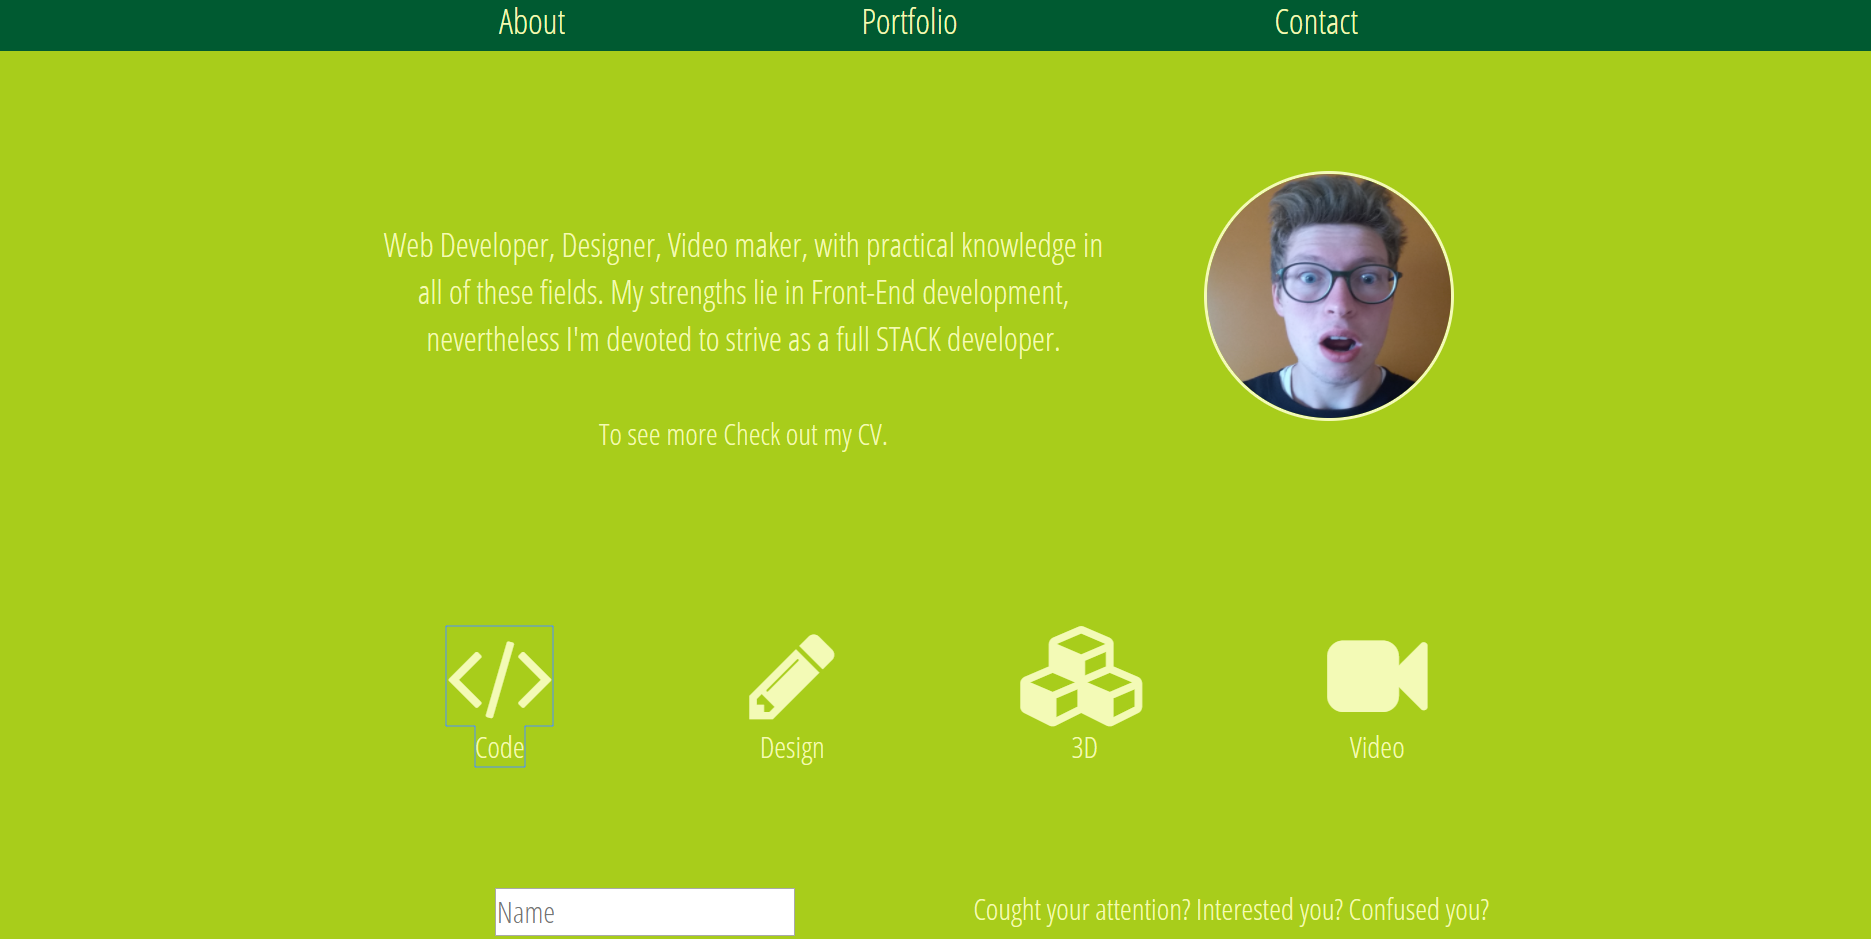 About
Portfolio
Contact
Web Developer, Designer, Video maker, with practical knowledge in
all of these fields. My strengths lie in Front-End development,
nevertheless I'm devoted to strive as a full STACK developer.
To see more Check out my CV.
Code
Design
3D
Video
Name
Cought your attention? Interested you? Confused you?